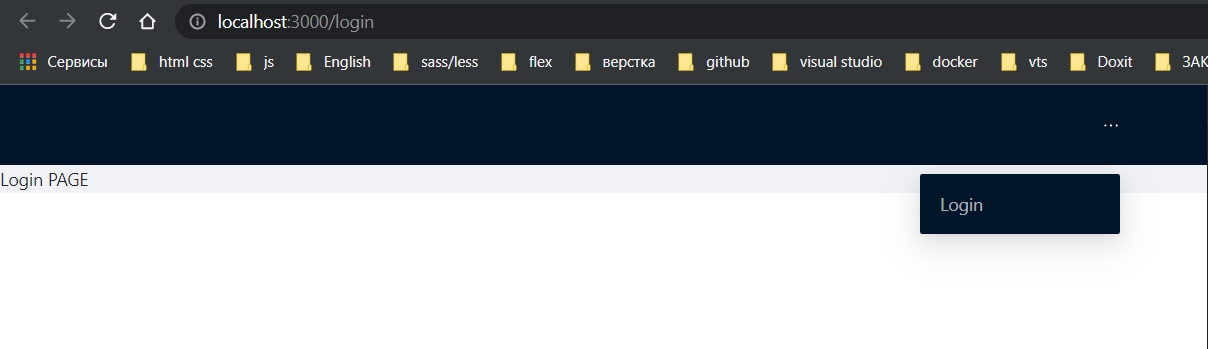 localhost:3000/login
Сервисы html css js English sass/less flex верстка github visual studio docker vts Doxit ЗАК
...
Login PAGE
Login